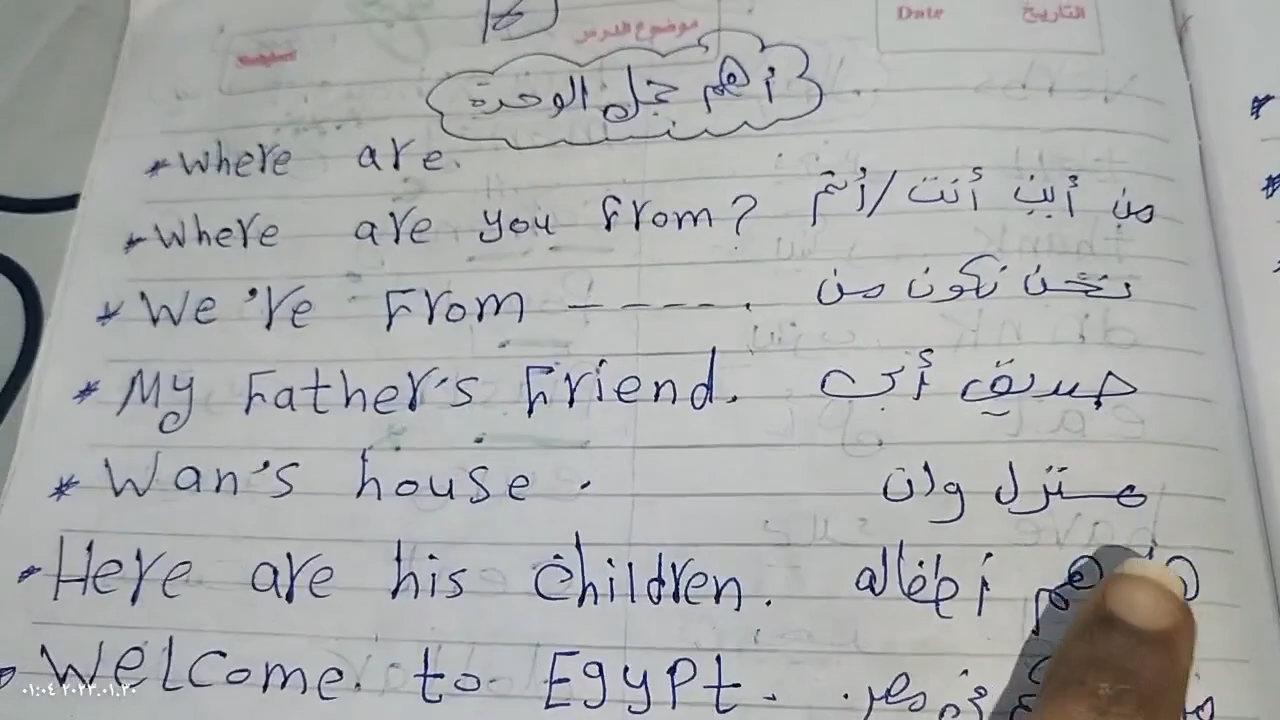 Subject موضوع الدرس Date التاريخ
أهم جمل الوحدة
* Where are.
* Where are you from? من أين أنت / أنتم
* We're from - - - - -. نحن نكون من
* My Father's Friend. صديق أبي
* Wan's house. منزل وان
* Here are his children. هم أطفاله
* Welcome to Egypt. مصر